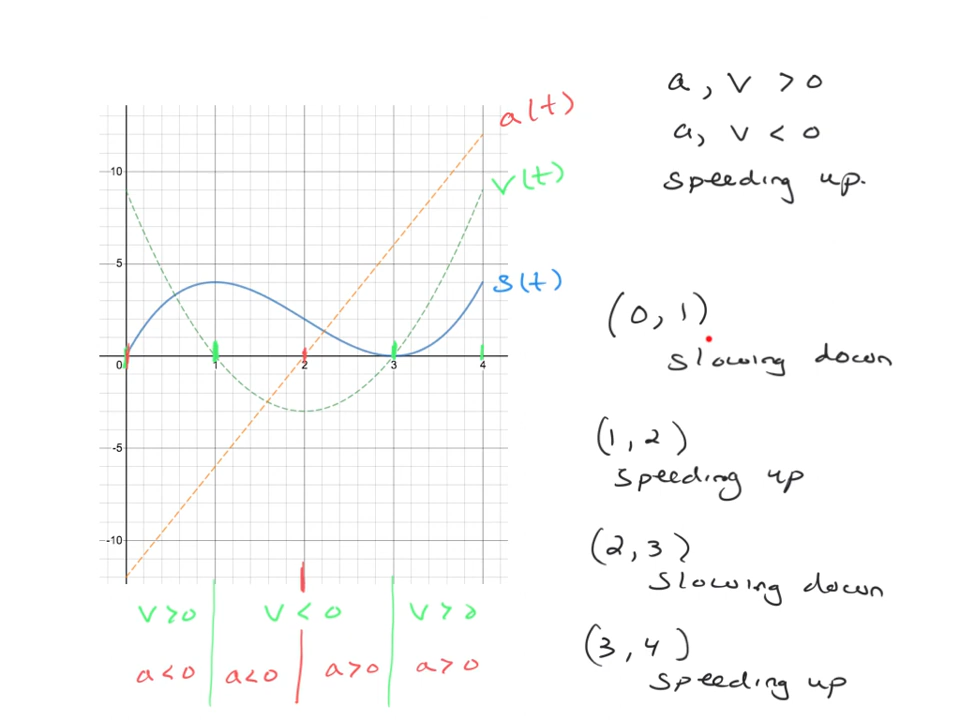 a, v > 0
a, v < 0
speeding up.
a(t)
v(t)
s(t)
10
5
0
1
2
3
4
-5
-10
(0, 1)
slowing down
(1, 2)
speeding up
(2, 3)
slowing down
(3, 4)
speeding up
v>0 v<0 v>0
a<0 a<0 a>0 a>0